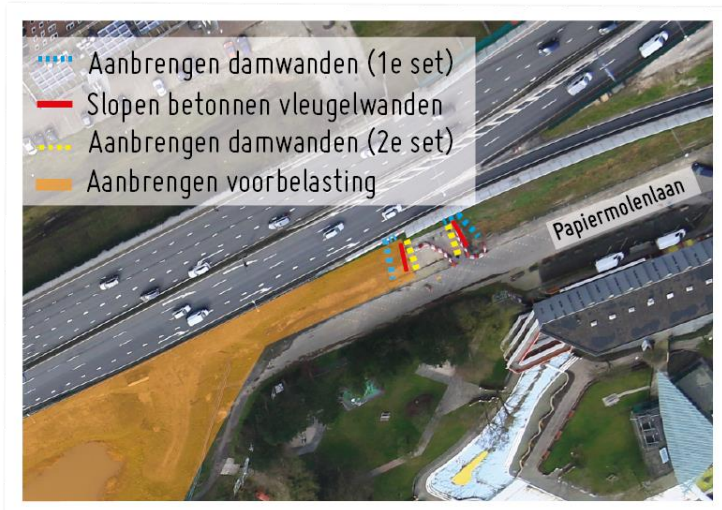 Aanbrengen damwanden (1e set)
Slopen betonnen vleugelwanden
Aanbrengen damwanden (2e set)
Aanbrengen voorbelasting
Papiermolenlaan